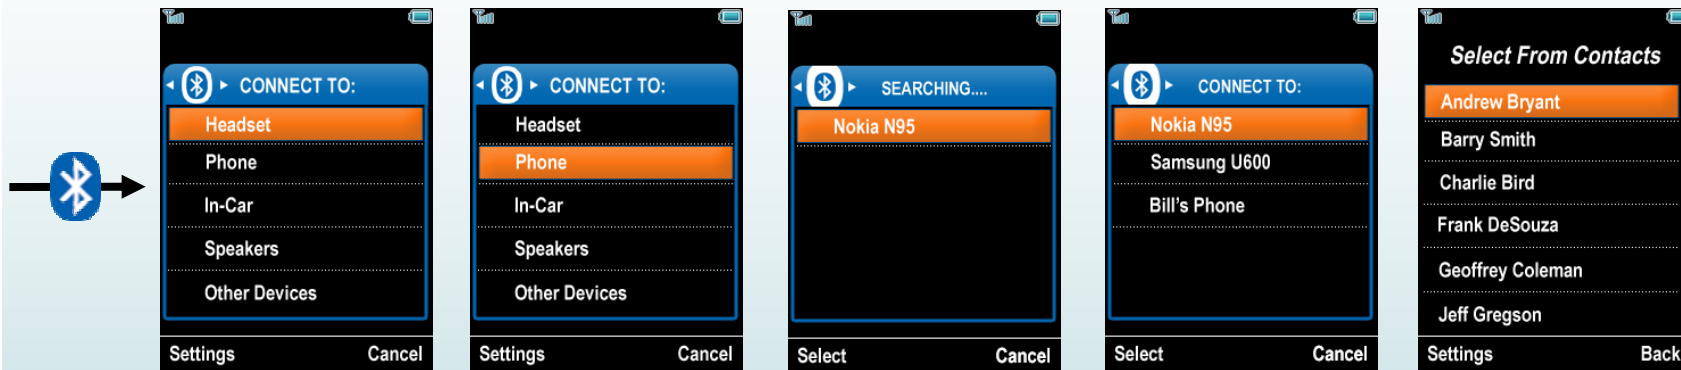 CONNECT TO:
Headset
Phone
In-Car
Speakers
Other Devices
Settings Cancel
CONNECT TO:
Headset
Phone
In-Car
Speakers
Other Devices
Settings Cancel
SEARCHING....
Nokia N95
Select Cancel
CONNECT TO:
Nokia N95
Samsung U600
Bill's Phone
Select Cancel
Select From Contacts
Andrew Bryant
Barry Smith
Charlie Bird
Frank DeSouza
Geoffrey Coleman
Jeff Gregson
Settings Back